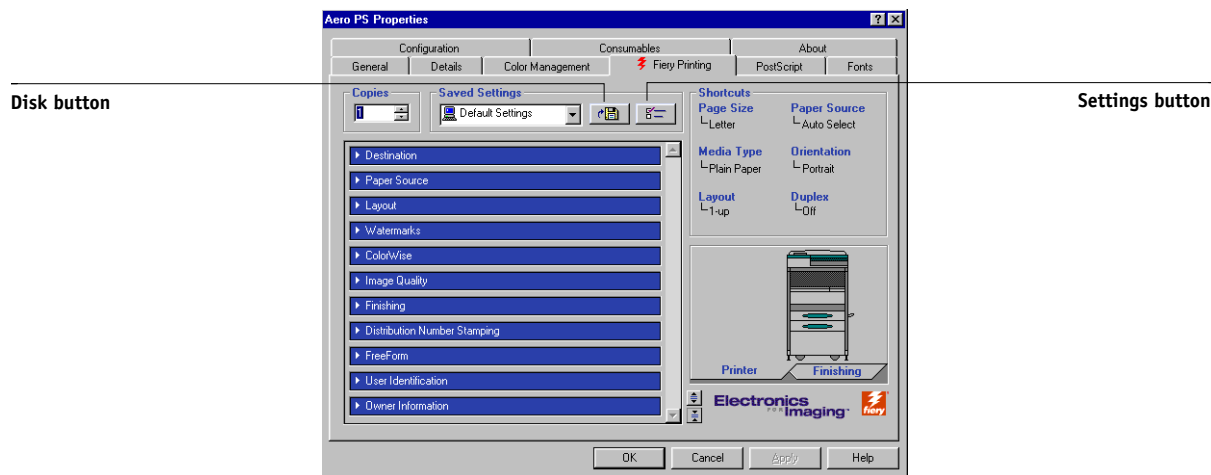 Aero PS Properties
Configuration
Consumables
About
General
Details
Color Management
Fiery Printing
PostScript
Fonts
Disk button
Settings button
Copies
1
Saved Settings
Default Settings
Shortcuts
Page Size
Letter
Paper Source
Auto Select
Media Type
Plain Paper
Orientation
Portrait
Layout
1-up
Duplex
Off
Destination
Paper Source
Layout
Watermarks
ColorWise
Image Quality
Finishing
Distribution Number Stamping
FreeForm
User Identification
Owner Information
Printer
Finishing
Electronics
FOR Imaging™
fiery
OK
Cancel
Apply
Help